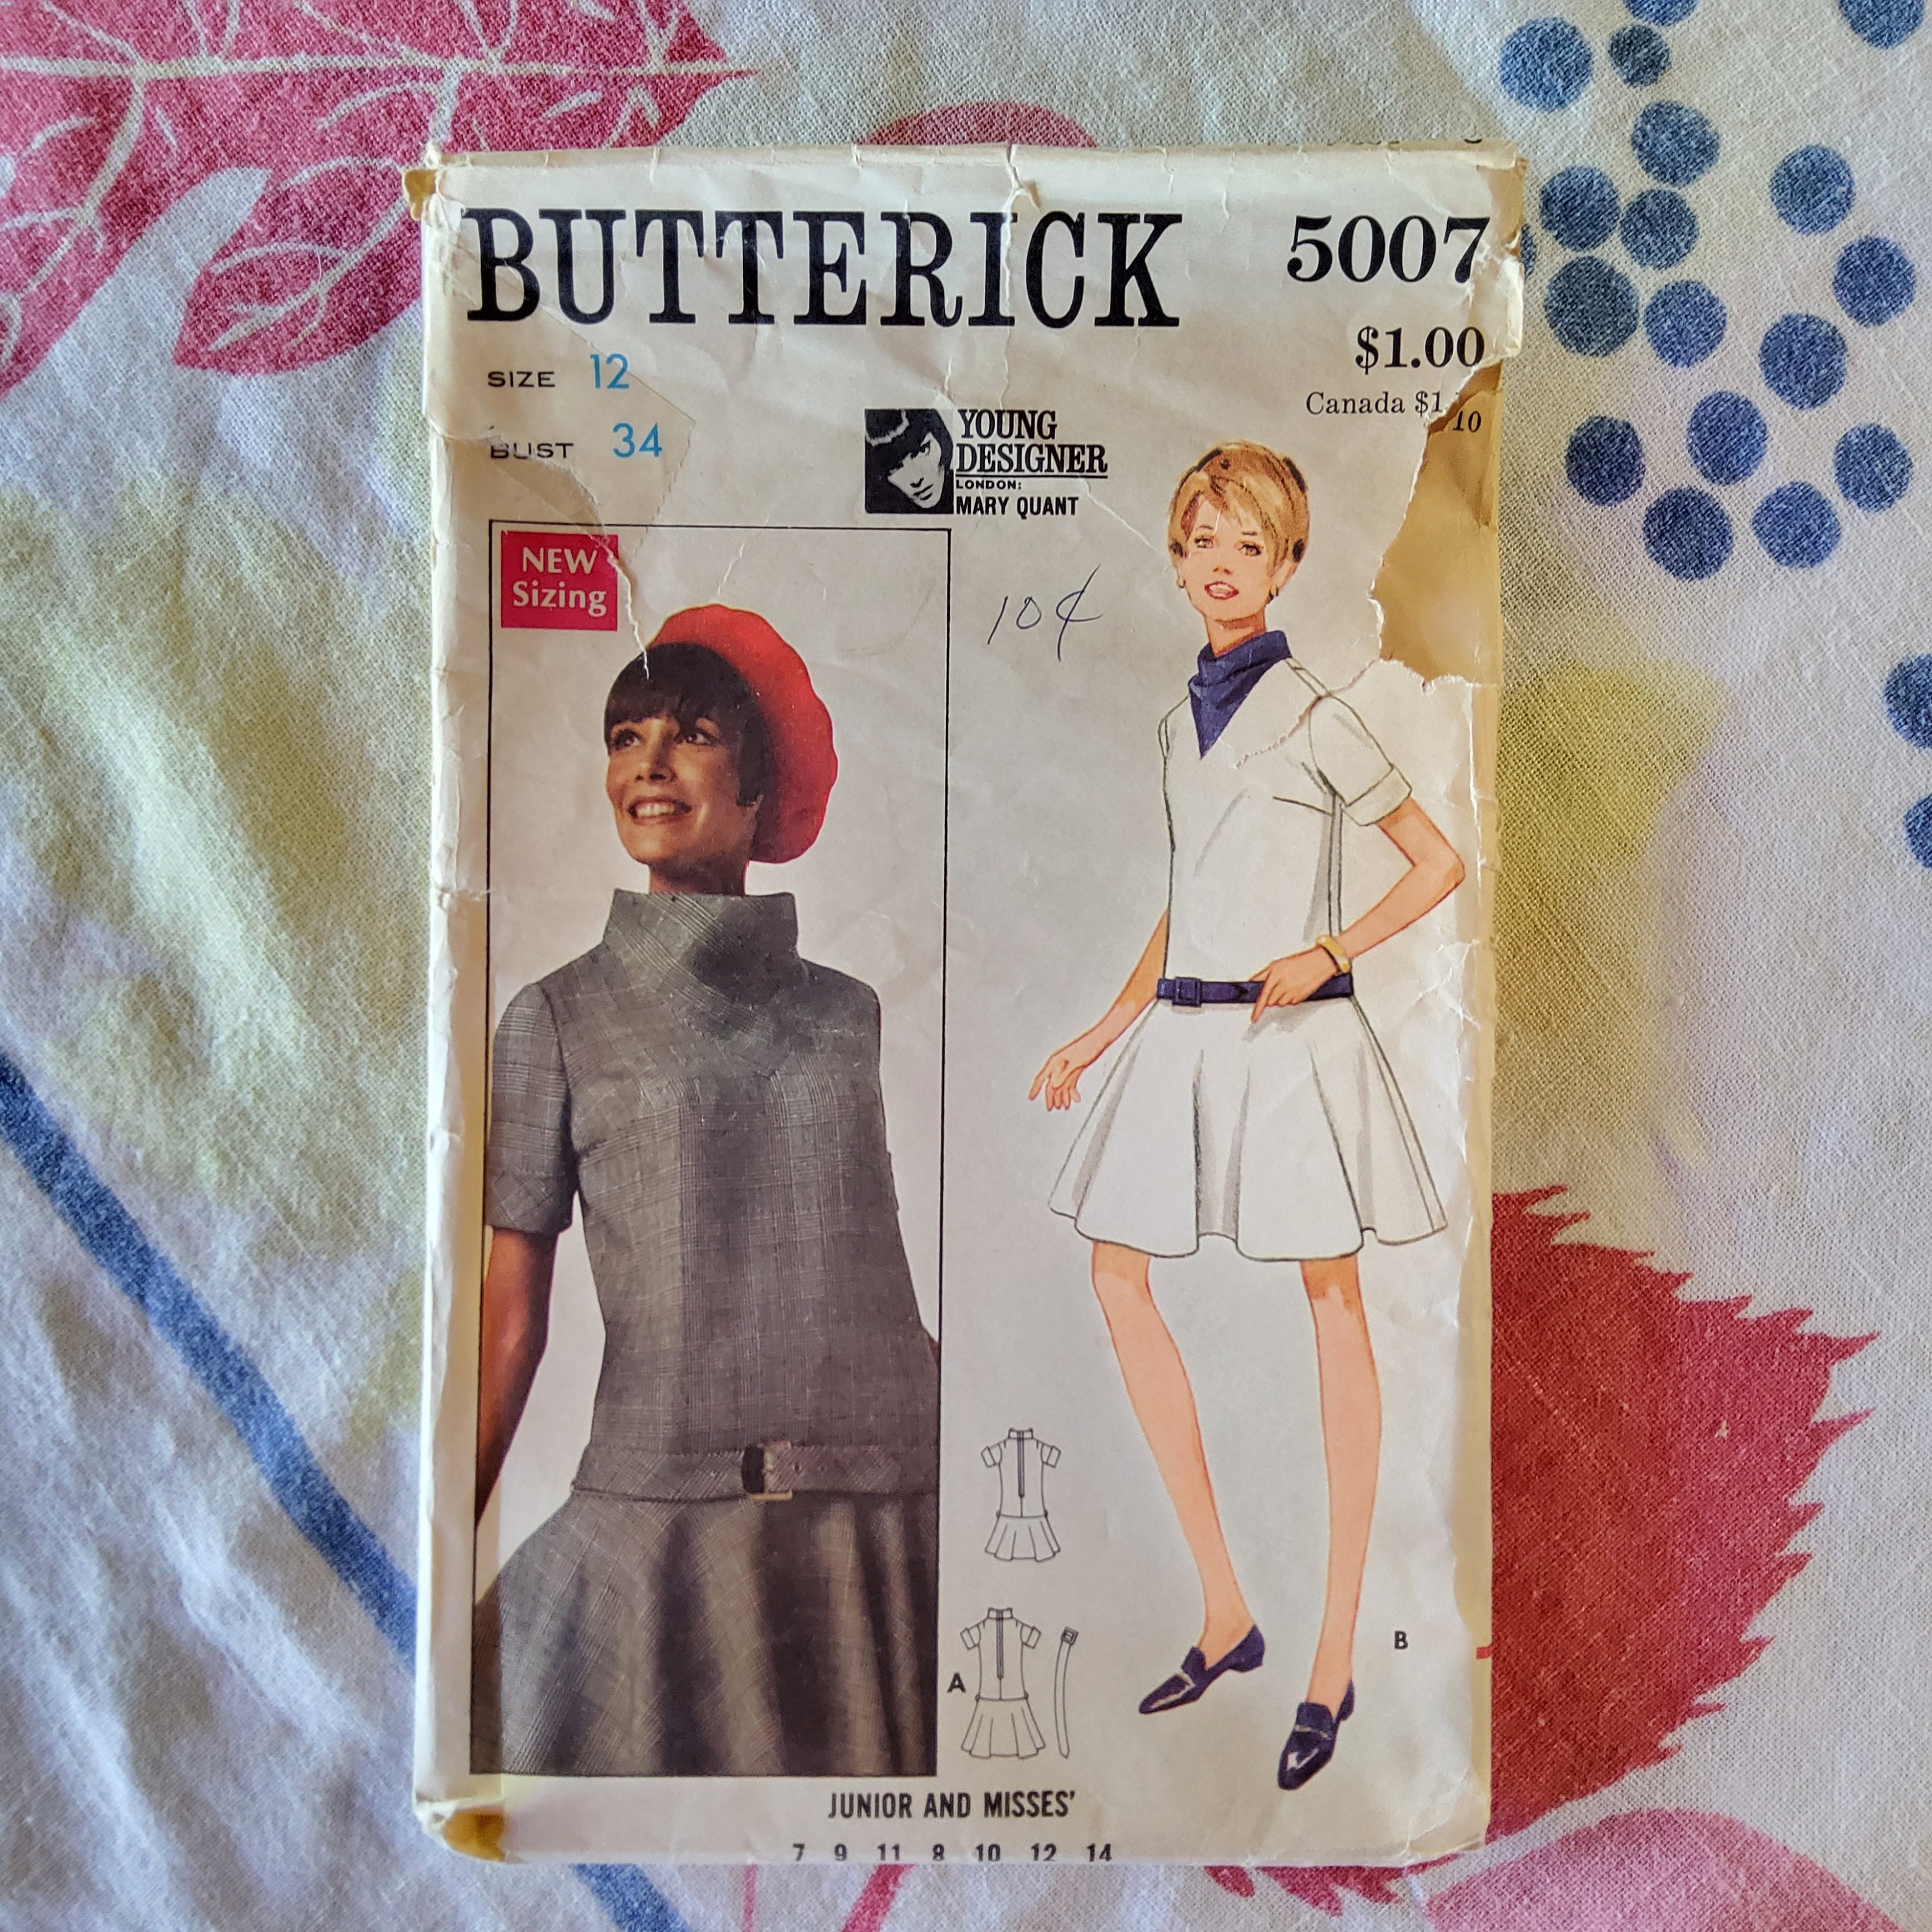 BUTTERICK 5007
$1.00
SIZE 12
Canada $1.10
BUST 34
YOUNG
DESIGNER
LONDON:
MARY QUANT
NEW
Sizing
10¢
B
A
JUNIOR AND MISSES'
7 9 11 8 10 12 14